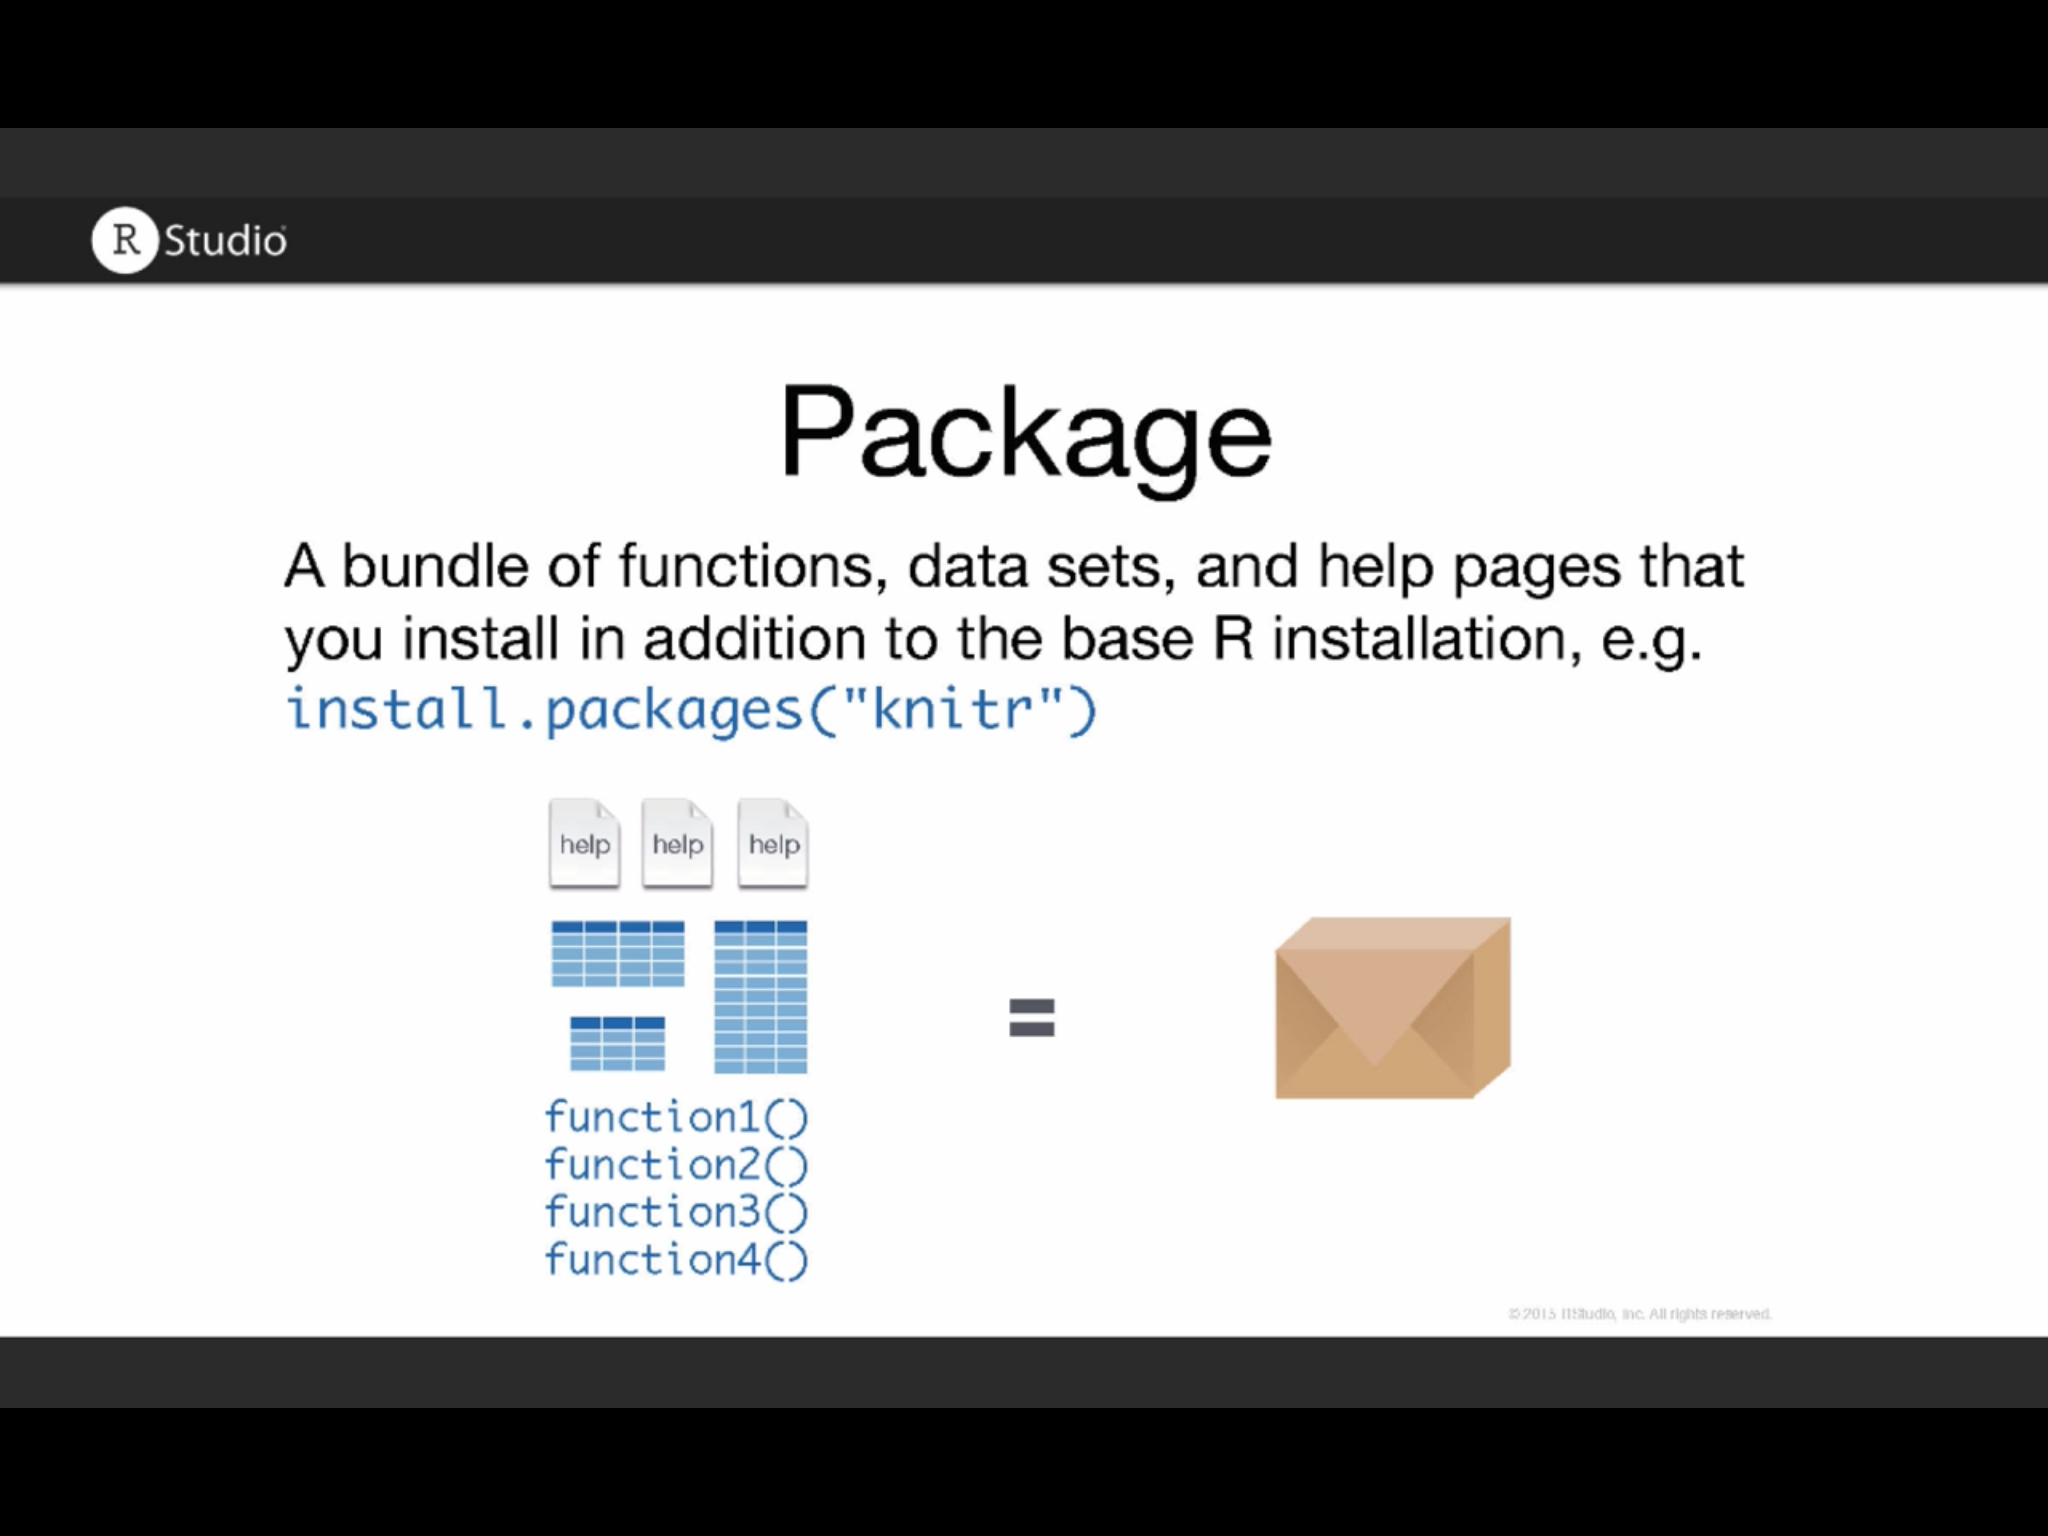 R Studio
Package
A bundle of functions, data sets, and help pages that
you install in addition to the base R installation, e.g.
install.packages("knitr")
help help help
function1()
function2()
function3()
function4()
© 2015 RStudio, Inc. All rights reserved.